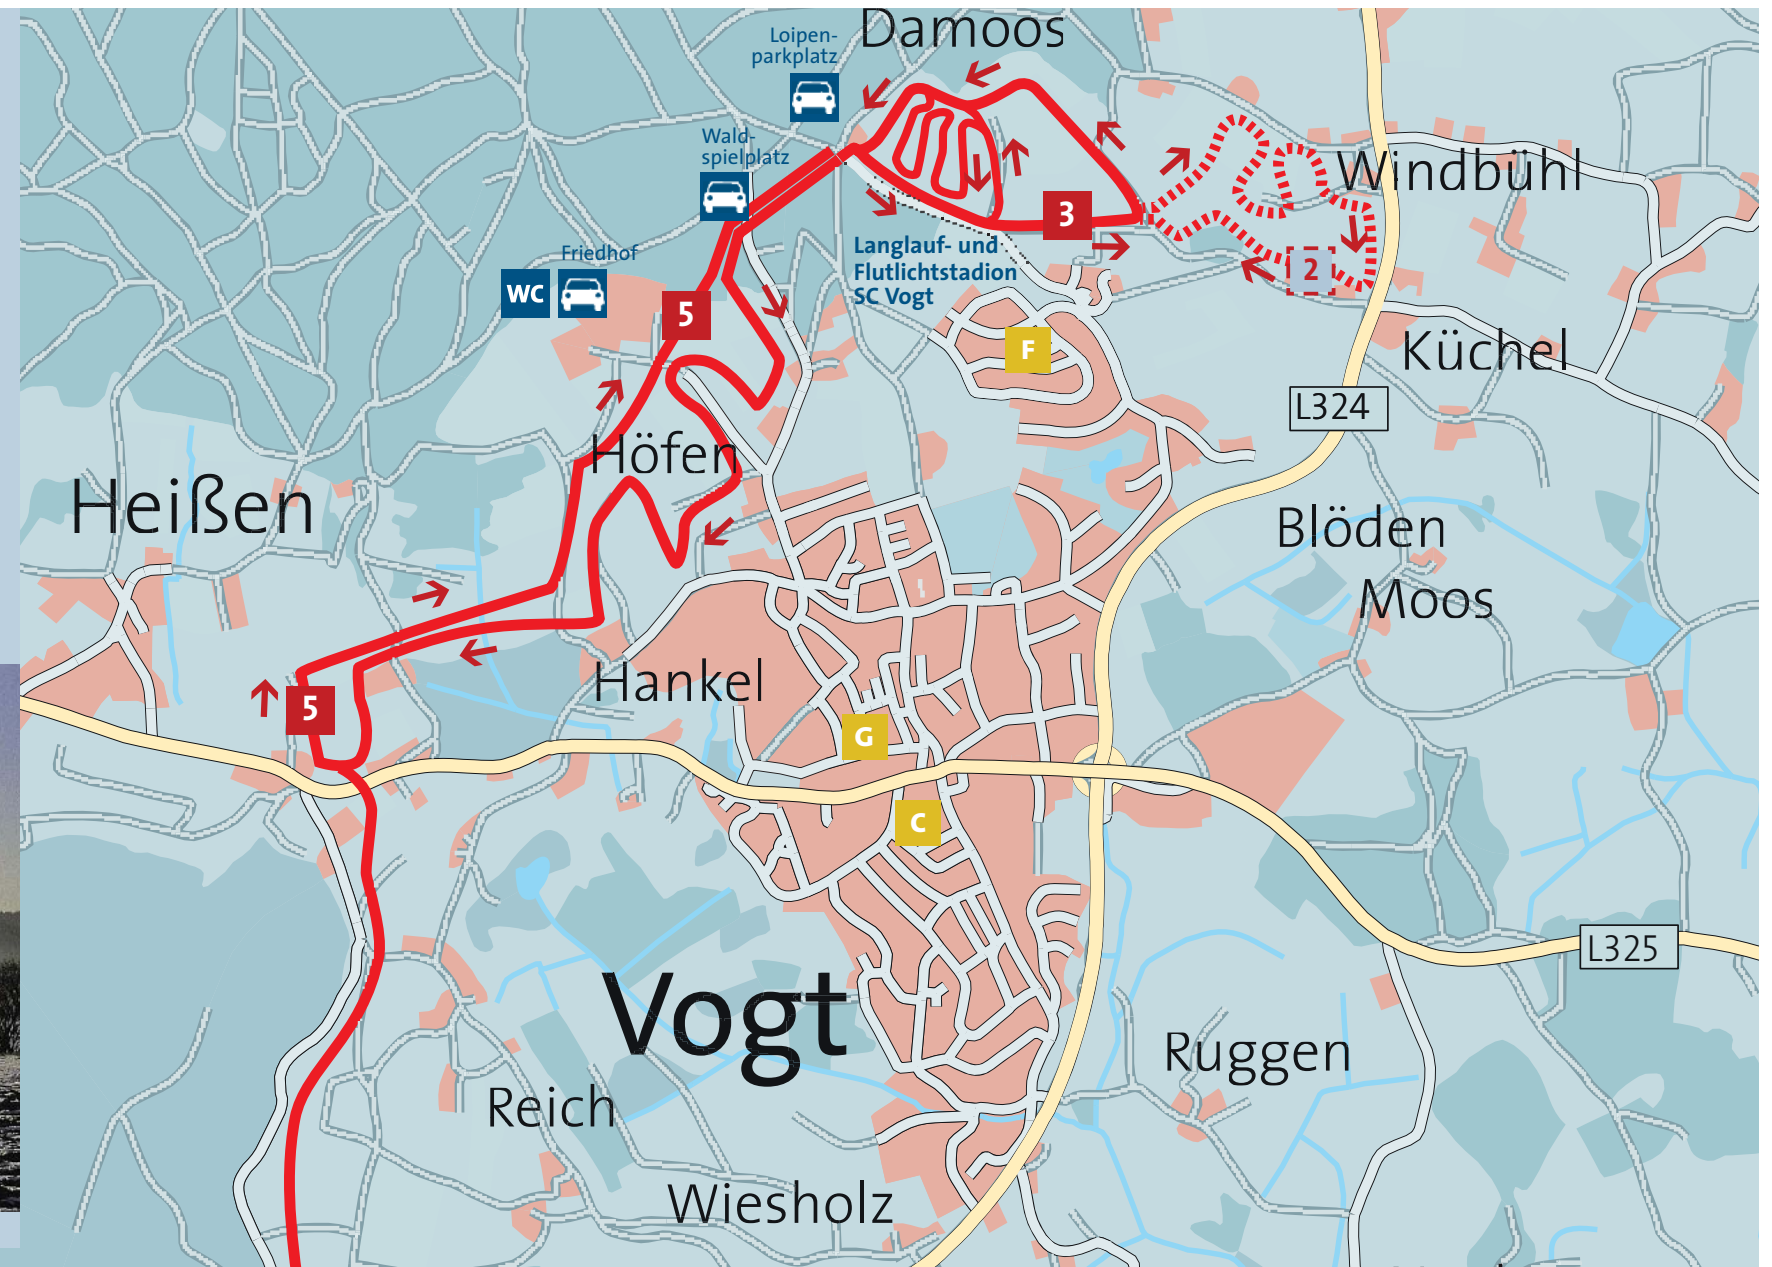 Damoos
Loipen-
parkplatz
Wald-
spielplatz
Windbühl
3
Langlauf- und
Flutlichtstadion
SC Vogt
Friedhof
WC
2
5
F
Küchel
L324
Höfen
Heißen
Blöden
Moos
Hankel
5
G
C
L325
Vogt
Ruggen
Reich
Wiesholz